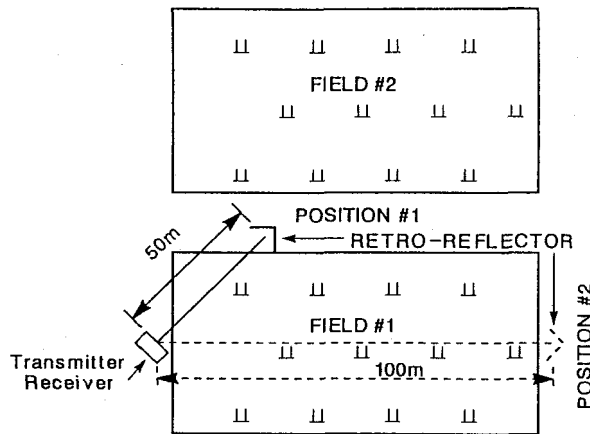 FIELD #2
POSITION #1
RETRO-REFLECTOR
50m
FIELD #1
POSITION #2
Transmitter
Receiver
100m